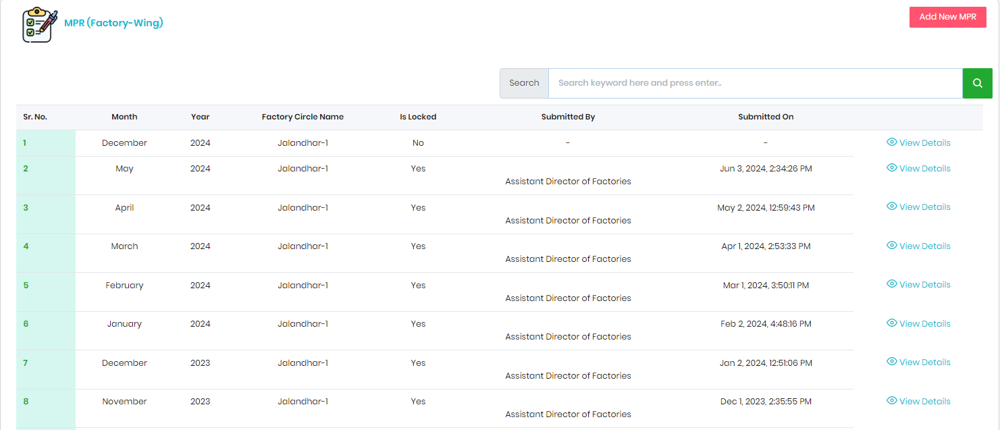 MPR (Factory-Wing)
Add New MPR
Search Search keyword here and press enter..
Sr. No. Month Year Factory Circle Name Is Locked Submitted By Submitted On
1 December 2024 Jalandhar-1 No - - View Details
2 May 2024 Jalandhar-1 Yes Jun 3, 2024, 2:34:26 PM View Details
Assistant Director of Factories
3 April 2024 Jalandhar-1 Yes May 2, 2024, 12:59:43 PM View Details
Assistant Director of Factories
4 March 2024 Jalandhar-1 Yes Apr 1, 2024, 2:53:33 PM View Details
Assistant Director of Factories
5 February 2024 Jalandhar-1 Yes Mar 1, 2024, 3:50:11 PM View Details
Assistant Director of Factories
6 January 2024 Jalandhar-1 Yes Feb 2, 2024, 4:48:16 PM View Details
Assistant Director of Factories
7 December 2023 Jalandhar-1 Yes Jan 2, 2024, 12:51:06 PM View Details
Assistant Director of Factories
8 November 2023 Jalandhar-1 Yes Dec 1, 2023, 2:35:55 PM View Details
Assistant Director of Factories